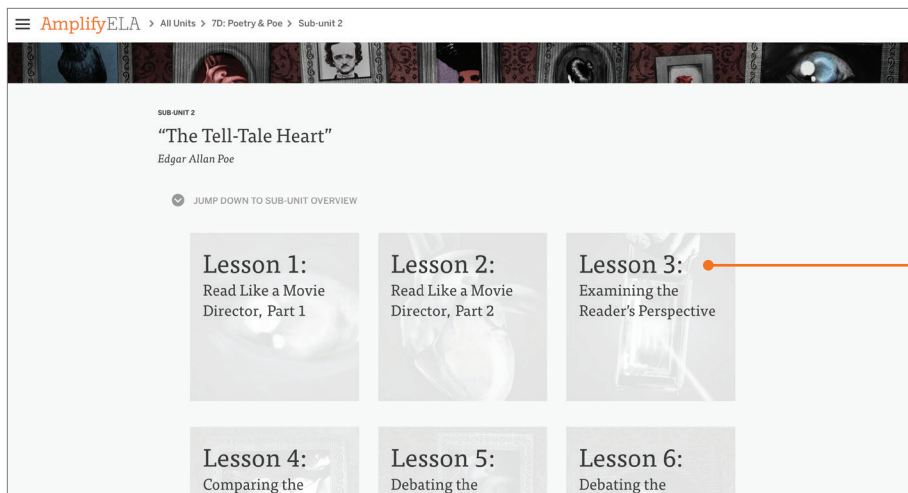 AmplifyELA > All Units > 7D: Poetry & Poe > Sub-unit 2
SUB-UNIT 2
“The Tell-Tale Heart”
Edgar Allan Poe
JUMP DOWN TO SUB-UNIT OVERVIEW
Lesson 1:
Read Like a Movie
Director, Part 1
Lesson 2:
Read Like a Movie
Director, Part 2
Lesson 3:
Examining the
Reader’s Perspective
Lesson 4:
Comparing the
Lesson 5:
Debating the
Lesson 6:
Debating the